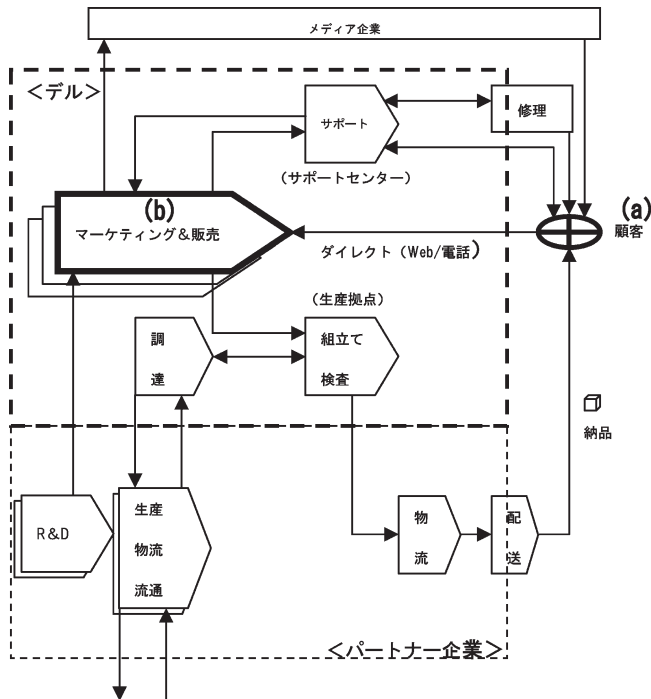 メディア企業
＜デル＞
サポート
修理
（サポートセンター）
(a)
顧客
(b)
マーケティング＆販売
ダイレクト（Web/電話）
（生産拠点）
調
達
組立て
検査
納品
R&D
生産
物流
流通
物
流
配
送
＜パートナー企業＞